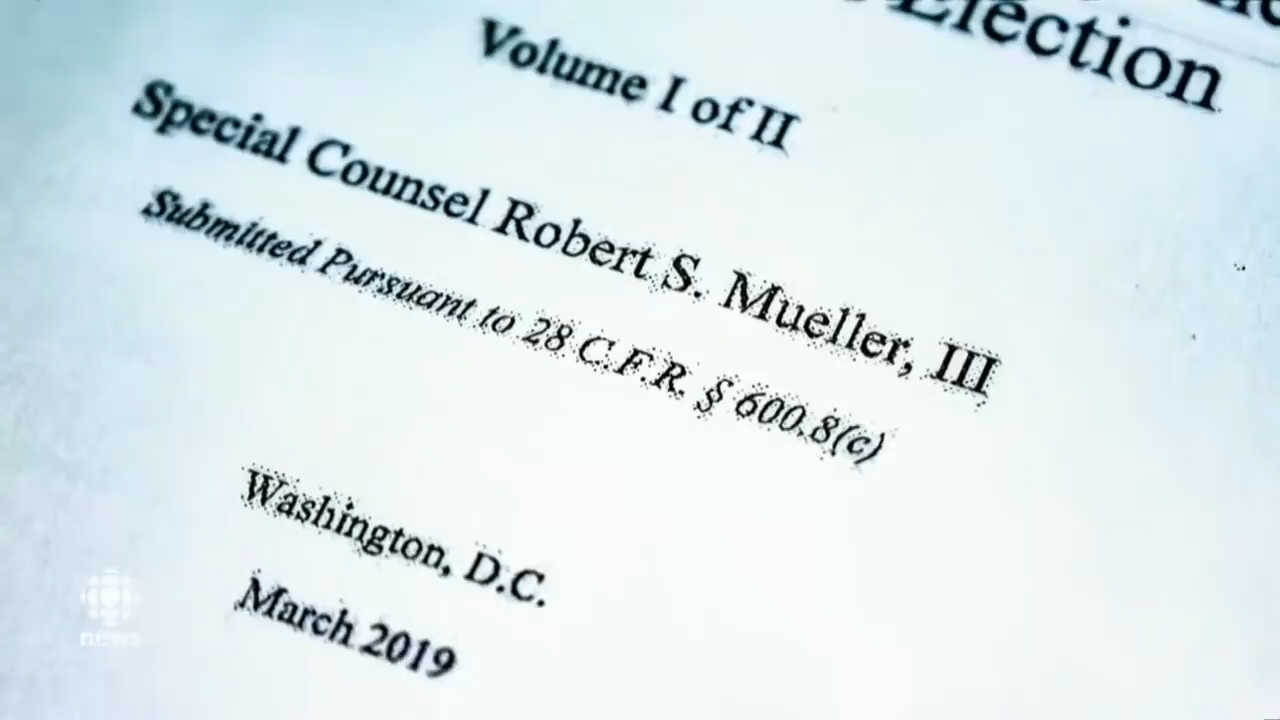 Election
Volume I of II
Special Counsel Robert S. Mueller, III
Submitted Pursuant to 28 C.F.R. § 600.8(c)
Washington, D.C.
March 2019
news